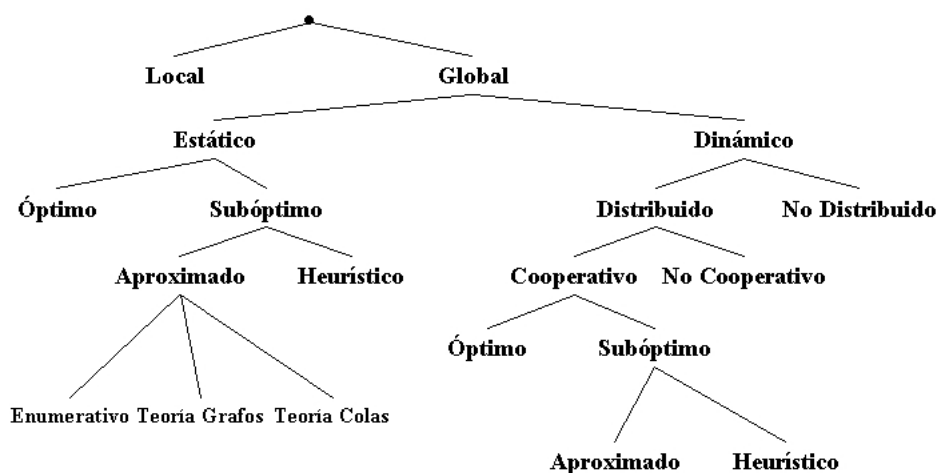 Local Global
Estático Dinámico
Óptimo Subóptimo Distribuido No Distribuido
Aproximado Heurístico Cooperativo No Cooperativo
Óptimo Subóptimo
Enumerativo Teoría Grafos Teoría Colas
Aproximado Heurístico